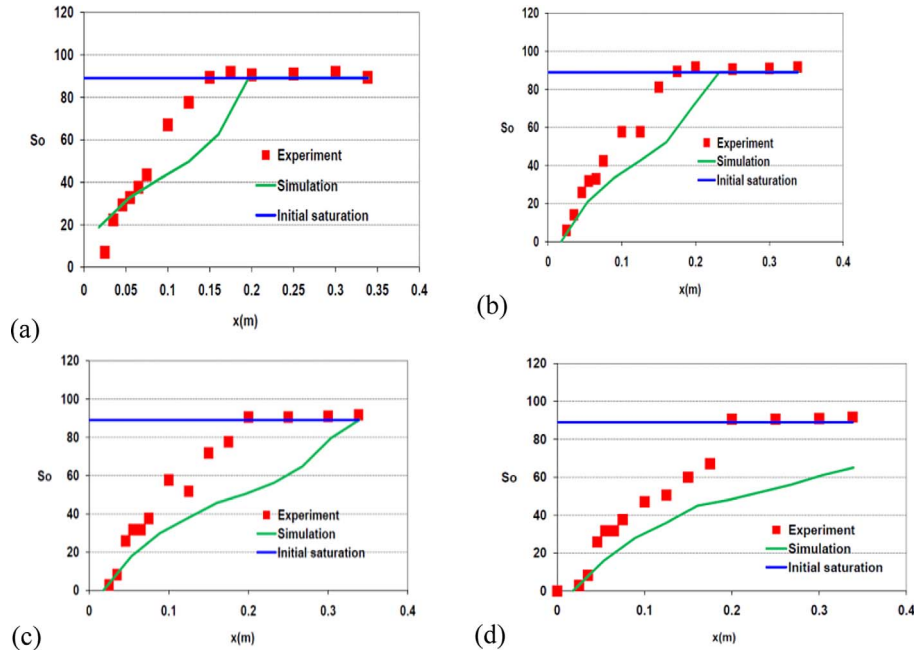 120
100
80
60
So
40
20
0
0 0.05 0.1 0.15 0.2 0.25 0.3 0.35 0.4
x(m)
Experiment
Simulation
Initial saturation
(a)
120
100
80
60
So
40
20
0
0 0.1 0.2 0.3 0.4
x(m)
Experiment
Simulation
Initial saturation
(b)
120
100
80
60
So
40
20
0
0 0.1 0.2 0.3 0.4
x(m)
Experiment
Simulation
Initial saturation
(c)
120
100
80
60
So
40
20
0
0 0.1 0.2 0.3 0.4
x(m)
Experiment
Simulation
Initial saturation
(d)